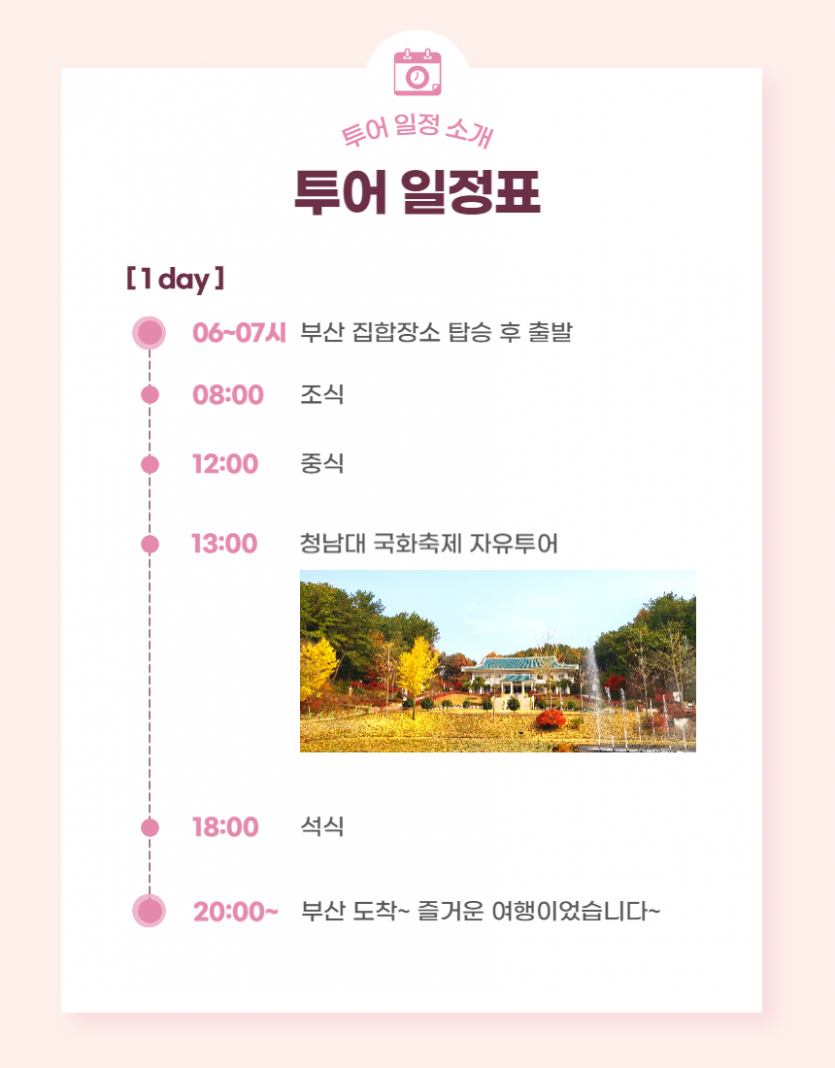 투어 일정 소개
투어 일정표
[ 1 day ]
06~07시 부산 집합장소 탑승 후 출발
08:00 조식
12:00 중식
13:00 청남대 국화축제 자유투어
18:00 석식
20:00~ 부산 도착~ 즐거운 여행이었습니다~